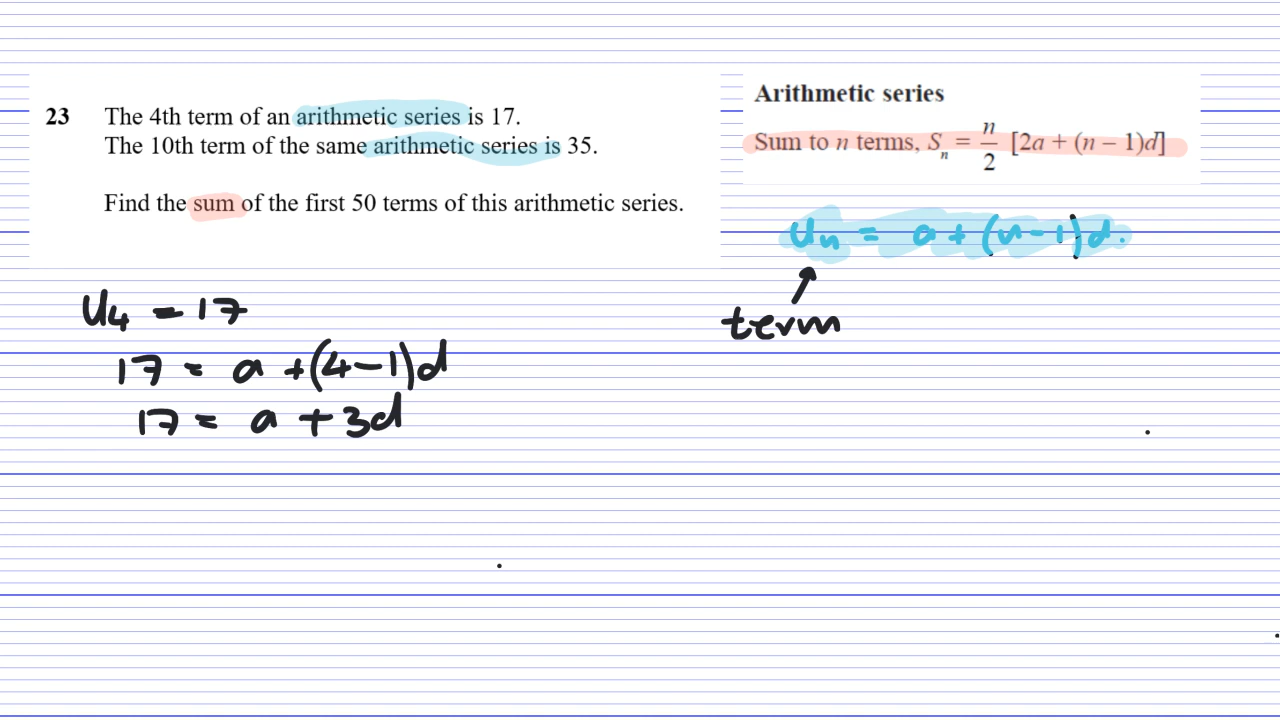 23 The 4th term of an arithmetic series is 17.
The 10th term of the same arithmetic series is 35.
Find the sum of the first 50 terms of this arithmetic series.
Arithmetic series
Sum to n terms, Sₙ = n/2 [2a + (n − 1)d]
Uₙ = a + (n − 1)d.
term
U₄ = 17
17 = a + (4 − 1)d
17 = a + 3d